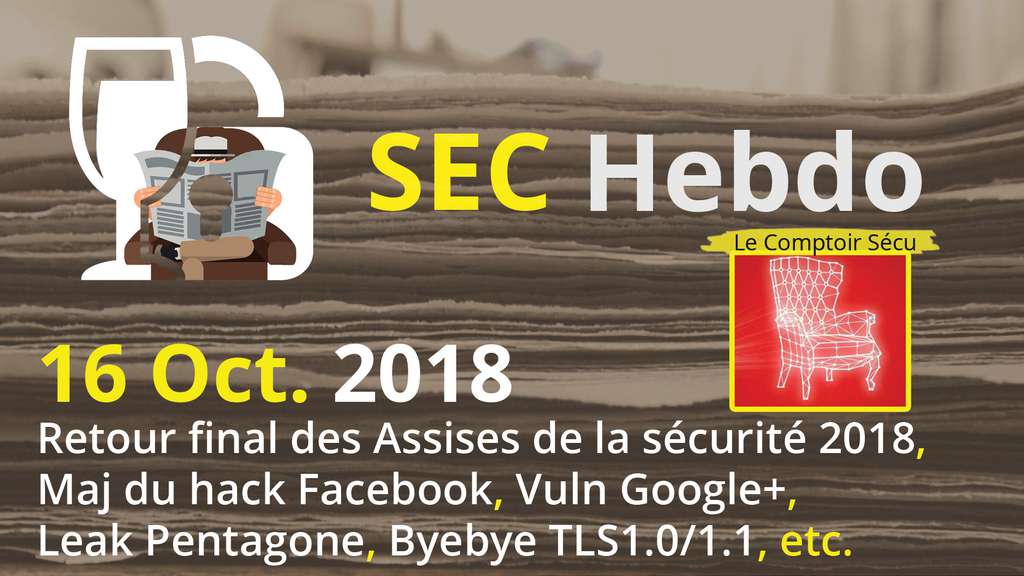 SEC Hebdo
Le Comptoir Sécu
16 Oct. 2018
Retour final des Assises de la sécurité 2018,
Maj du hack Facebook, Vuln Google+,
Leak Pentagone, Byebye TLS1.0/1.1, etc.